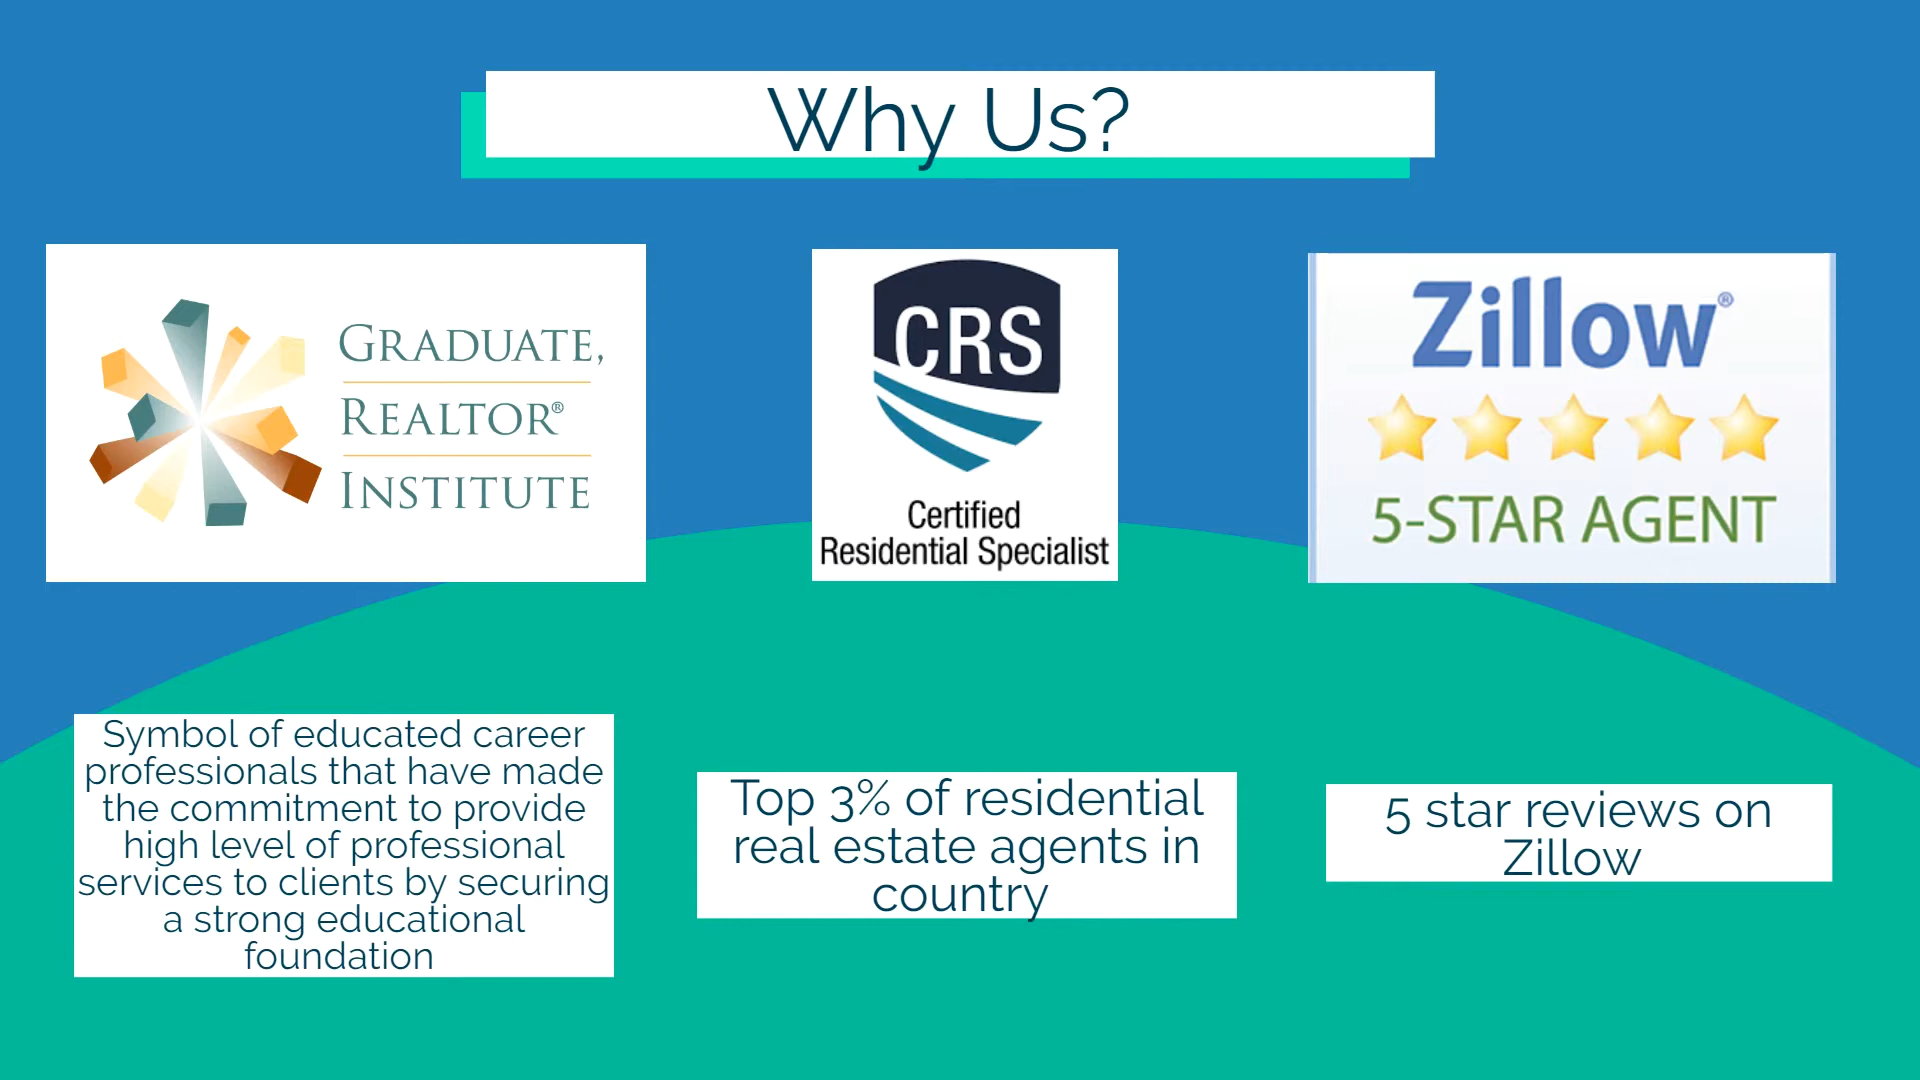 Why Us?
GRADUATE,
REALTOR®
INSTITUTE
CRS
Certified
Residential Specialist
Zillow®
5-STAR AGENT
Symbol of educated career
professionals that have made
the commitment to provide
high level of professional
services to clients by securing
a strong educational
foundation
Top 3% of residential
real estate agents in
country
5 star reviews on
Zillow